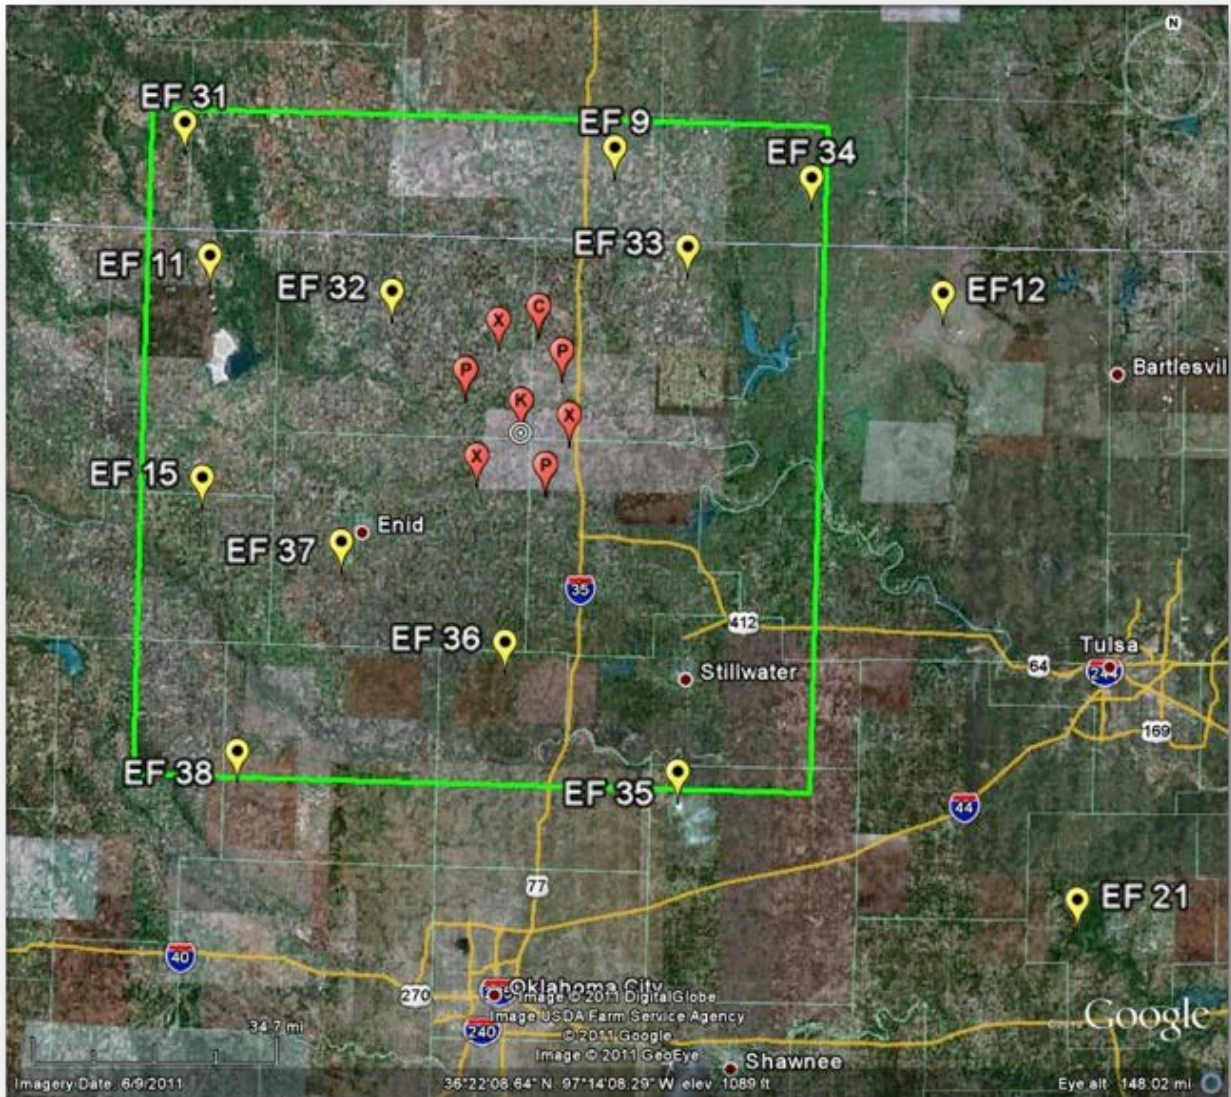 N
EF 31
EF 9
EF 34
EF 33
EF 11
EF 32
EF12
X
C
P
P
Bartlesvil
K
X
EF 15
X
P
Enid
EF 37
35
412
EF 36
Tulsa
64
244
Stillwater
169
EF 38
EF 35
44
77
EF 21
40
270
Oklahoma City
Image © 2011 DigitalGlobe
Image USDA Farm Service Agency
Google
34.7 mi
240
© 2011 Google
Image © 2011 GeoEye
Shawnee
Imagery Date: 6/9/2011
36°22'08.64" N 97°14'08.29" W elev 1089 ft
Eye alt 148.02 mi